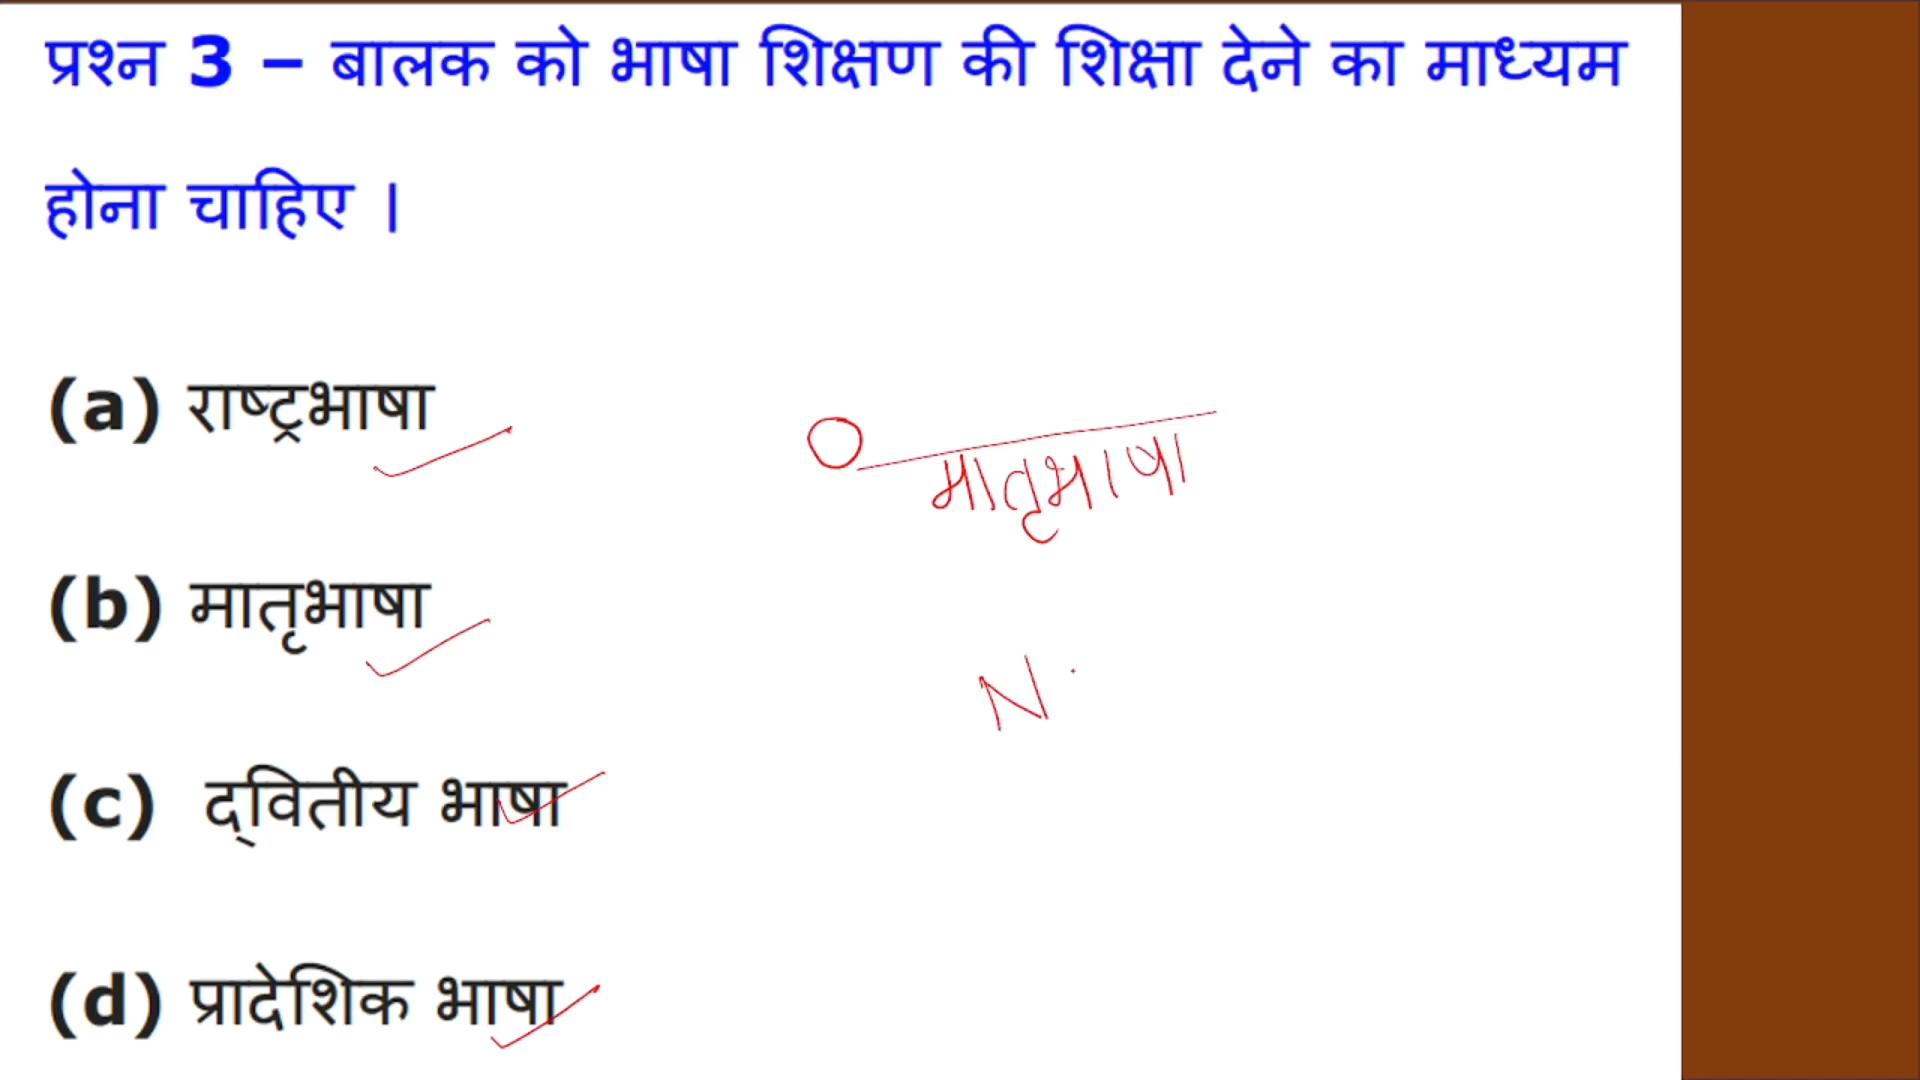 प्रश्न 3 – बालक को भाषा शिक्षण की शिक्षा देने का माध्यम
होना चाहिए ।
(a) राष्ट्रभाषा
मातृभाषा
(b) मातृभाषा
N
(c) द्वितीय भाषा
(d) प्रादेशिक भाषा